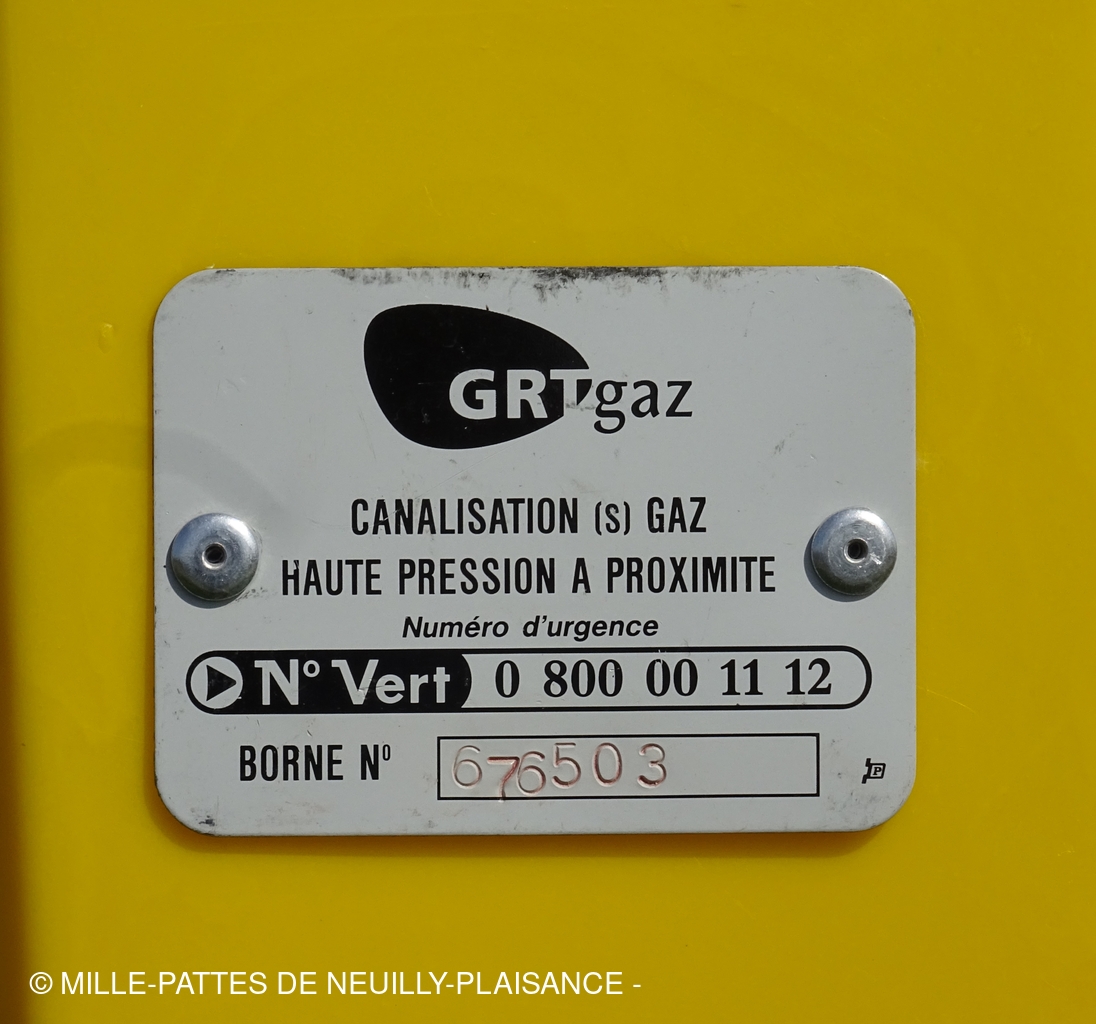 GRTgaz
CANALISATION (S) GAZ
HAUTE PRESSION A PROXIMITE
Numéro d'urgence
N° Vert 0 800 00 11 12
BORNE N° 676503
P
© MILLE-PATTES DE NEUILLY-PLAISANCE -